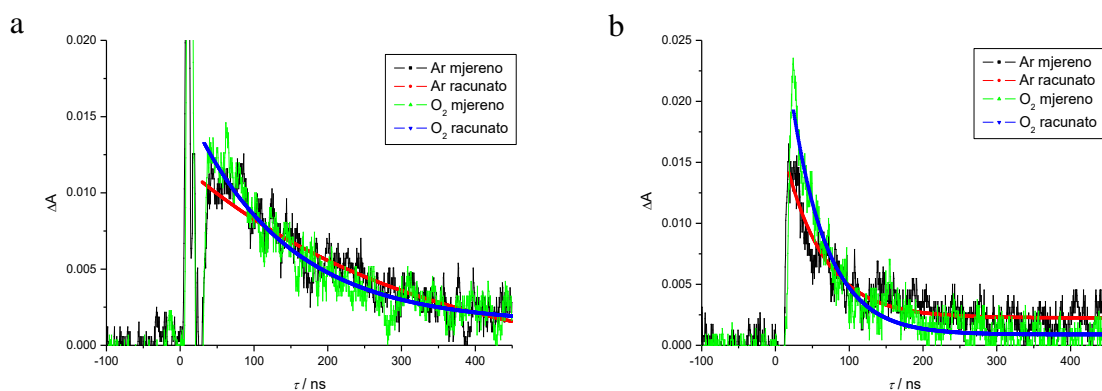 a
0.020
0.015
0.010
0.005
0.000
ΔA
-100 0 100 200 300 400
τ / ns
Ar mjereno
Ar racunato
O₂ mjereno
O₂ racunato
b
0.025
0.020
0.015
0.010
0.005
0.000
ΔA
-100 0 100 200 300 400
τ / ns
Ar mjereno
Ar racunato
O₂ mjereno
O₂ racunato